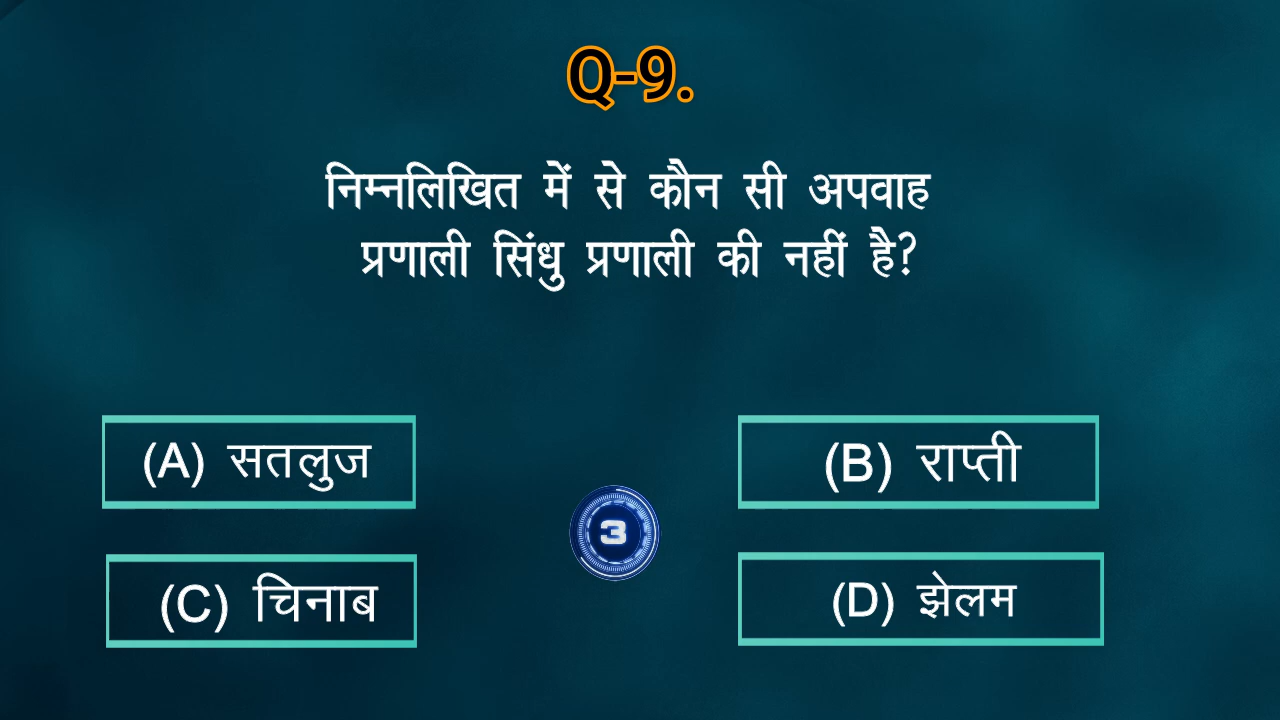 Q-9.
निम्नलिखित में से कौन सी अपवाह
प्रणाली सिंधु प्रणाली की नहीं है?
(A) सतलुज
(B) राप्ती
3
(C) चिनाब
(D) झेलम